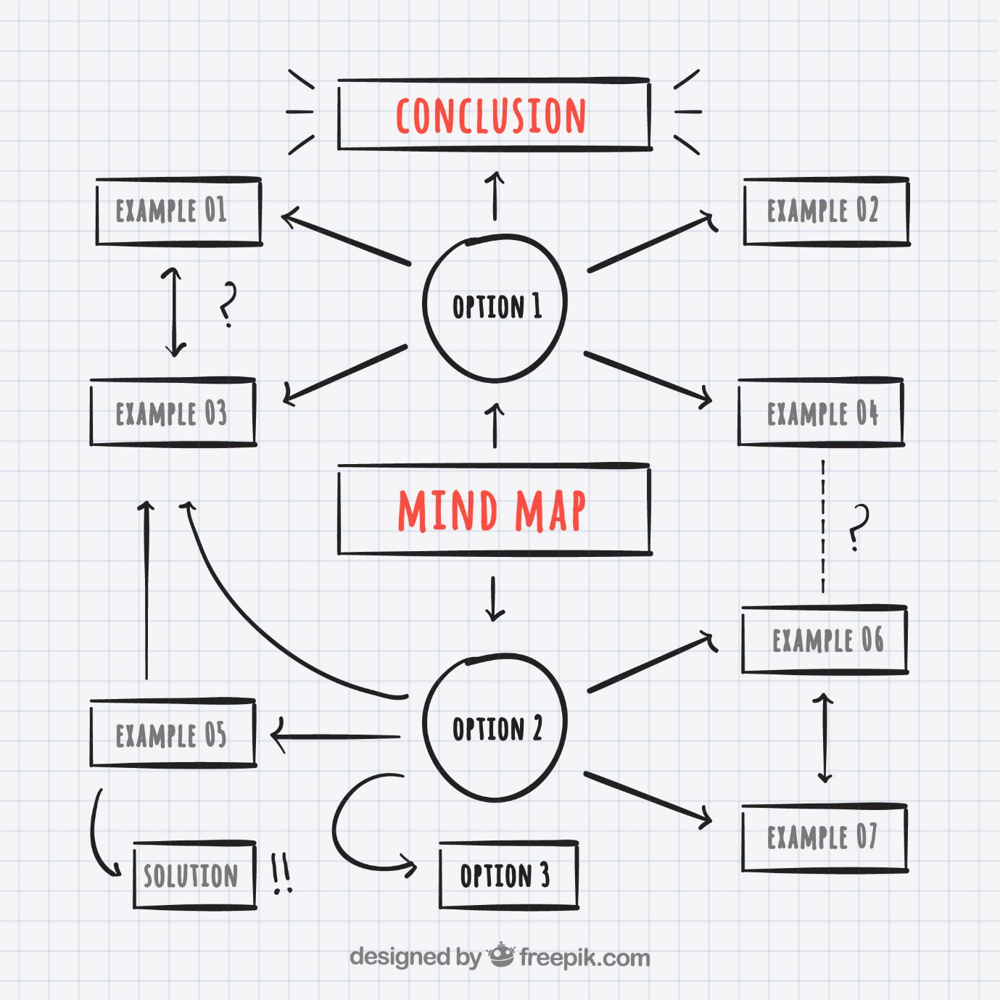 CONCLUSION
EXAMPLE 01
EXAMPLE 02
?
OPTION 1
EXAMPLE 03
EXAMPLE 04
MIND MAP
?
EXAMPLE 06
EXAMPLE 05
OPTION 2
EXAMPLE 07
SOLUTION !!
OPTION 3
designed by freepik.com